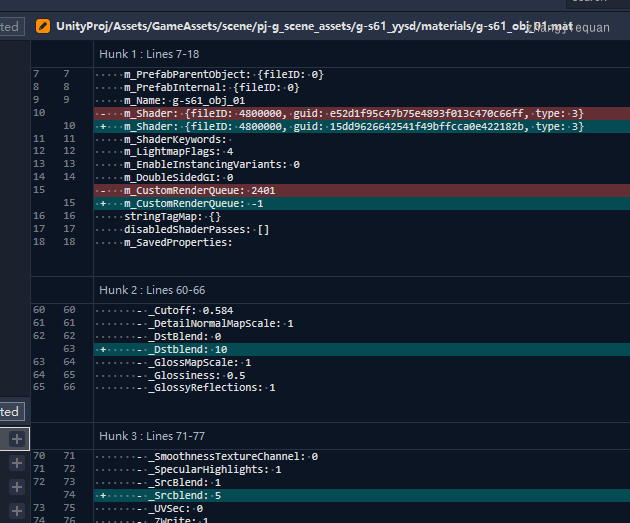 ted
UnityProj/Assets/GameAssets/scene/pj-g_scene_assets/g-s61_yysd/materials/g-s61_obj_01.mat
Hunk 1 : Lines 7-18
7 7 m_PrefabParentObject: {fileID: 0}
8 8 m_PrefabInternal: {fileID: 0}
9 9 m_Name: g-s61_obj_01
10 - m_Shader: {fileID: 4800000, guid: e52d1f95c47b75e4893f013c470c66ff, type: 3}
10 + m_Shader: {fileID: 4800000, guid: 15dd9626642541f49bffcca0e422182b, type: 3}
11 11 m_ShaderKeywords:
12 12 m_LightmapFlags: 4
13 13 m_EnableInstancingVariants: 0
14 14 m_DoubleSidedGI: 0
15 - m_CustomRenderQueue: 2401
15 + m_CustomRenderQueue: -1
16 16 stringTagMap: {}
17 17 disabledShaderPasses: []
18 18 m_SavedProperties:
Hunk 2 : Lines 60-66
60 60 - _Cutoff: 0.584
61 61 - _DetailNormalMapScale: 1
62 62 - _DstBlend: 0
63 + - _Dstblend: 10
63 64 - _GlossMapScale: 1
64 65 - _Glossiness: 0.5
65 66 - _GlossyReflections: 1
ted
Hunk 3 : Lines 71-77
70 71 - _SmoothnessTextureChannel: 0
71 72 - _SpecularHighlights: 1
72 73 - _SrcBlend: 1
74 + - _Srcblend: 5
73 75 - _UVSec: 0
74 76 - _ZWrite: 1